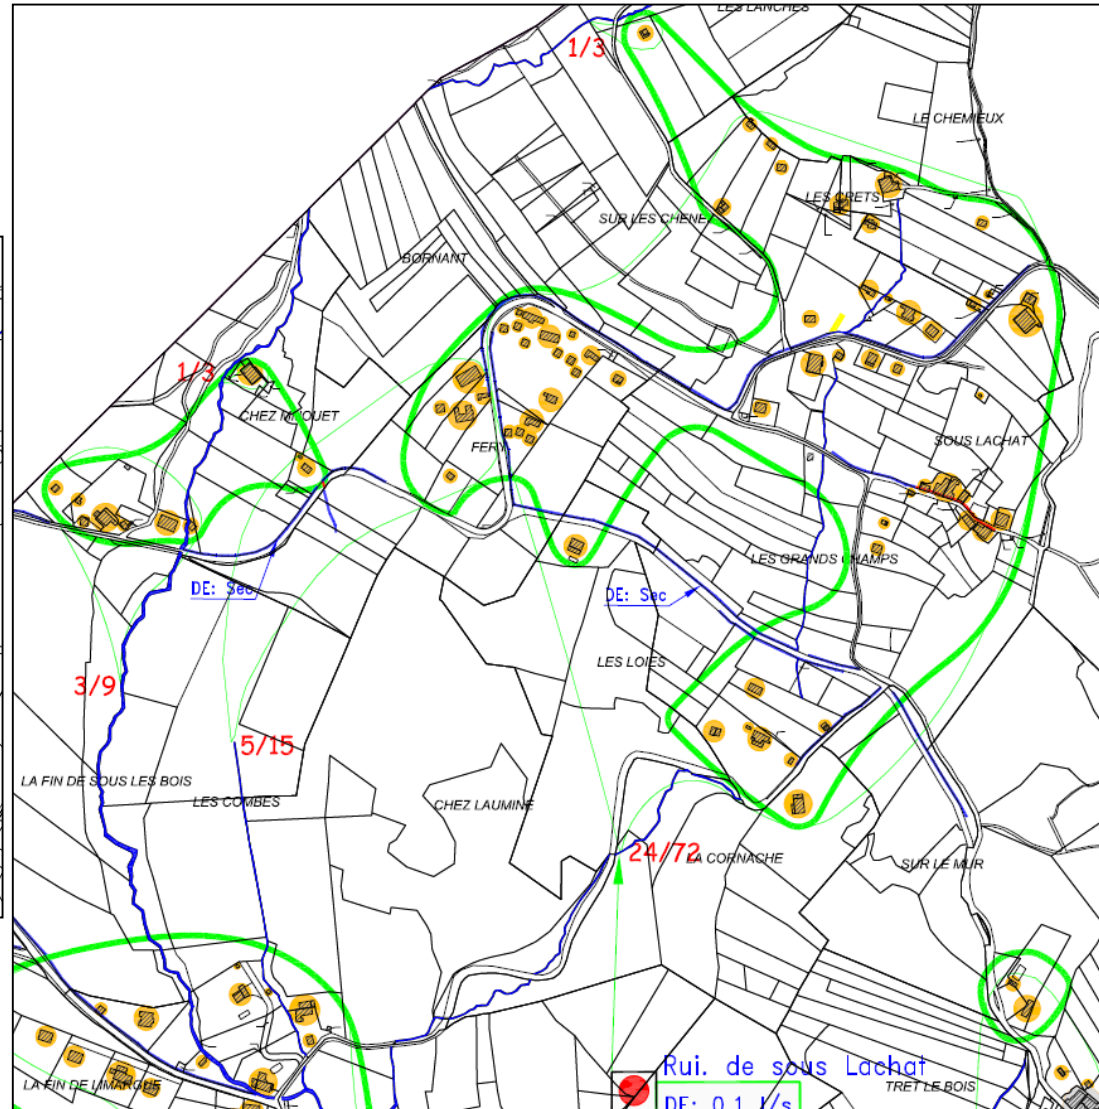 LES LANCHES
1/3
LE CHEMIEUX
LES CRETS
SUR LES CHENE
BORNANT
1/3
CHEZ M
OUET
FERY
SOUS LACHAT
LES GRANDS CHAMPS
DE: Sec
DE: Sec
LES LOIES
3/9
5/15
LA FIN DE SOUS LES BOIS
LES COMBES
CHEZ LAUMINE
24/72
LA CORNACHE
SUR LE MUR
Rui. de sous Lachat
LA FIN DE LIMARGUE
TRET LE BOIS
DE: 0.1 l/s